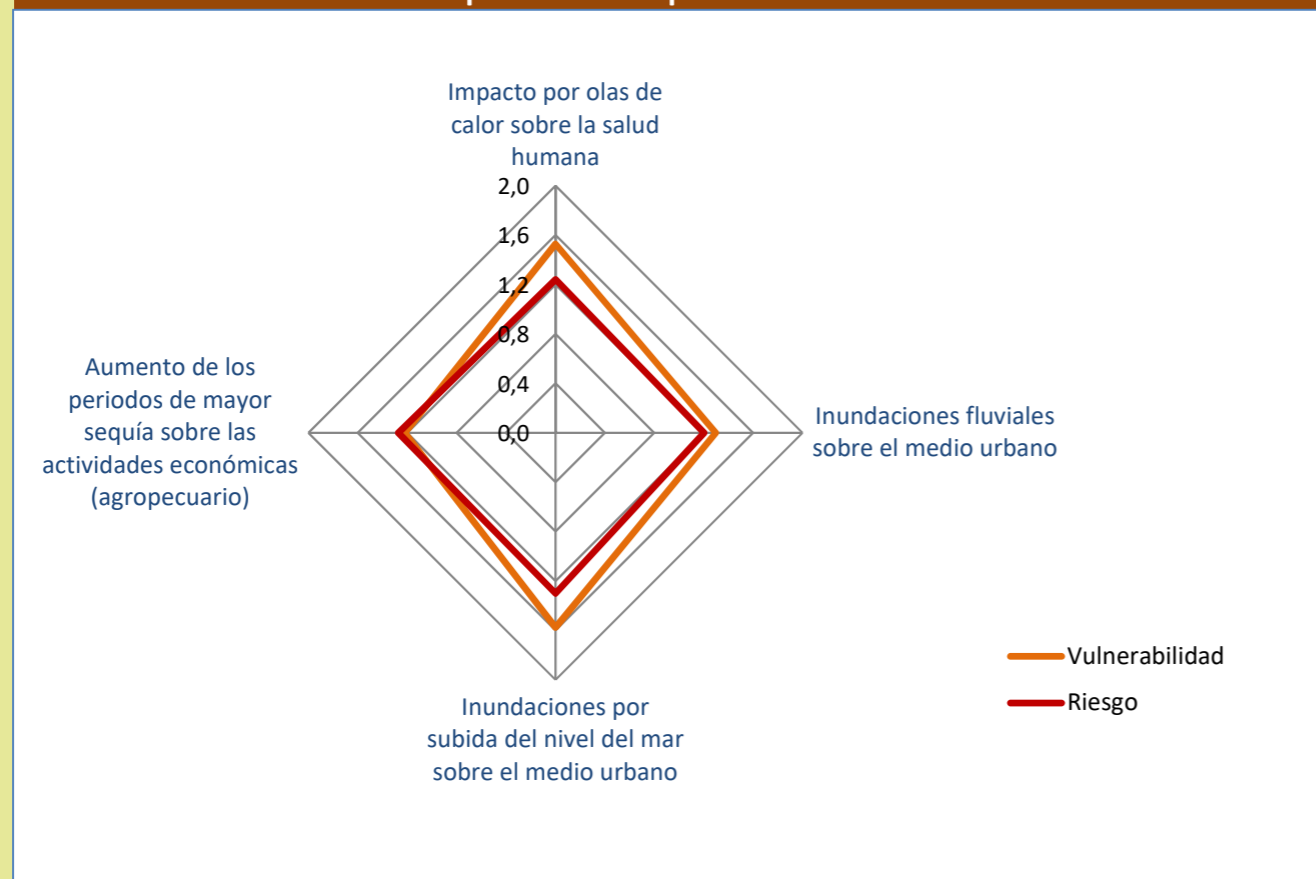 Impacto por olas de
calor sobre la salud
humana
2,0
1,6
1,2
0,8
0,4
0,0
Aumento de los
periodos de mayor
sequía sobre las
actividades económicas
(agropecuario)
Inundaciones fluviales
sobre el medio urbano
Inundaciones por
subida del nivel del mar
sobre el medio urbano
Vulnerabilidad
Riesgo